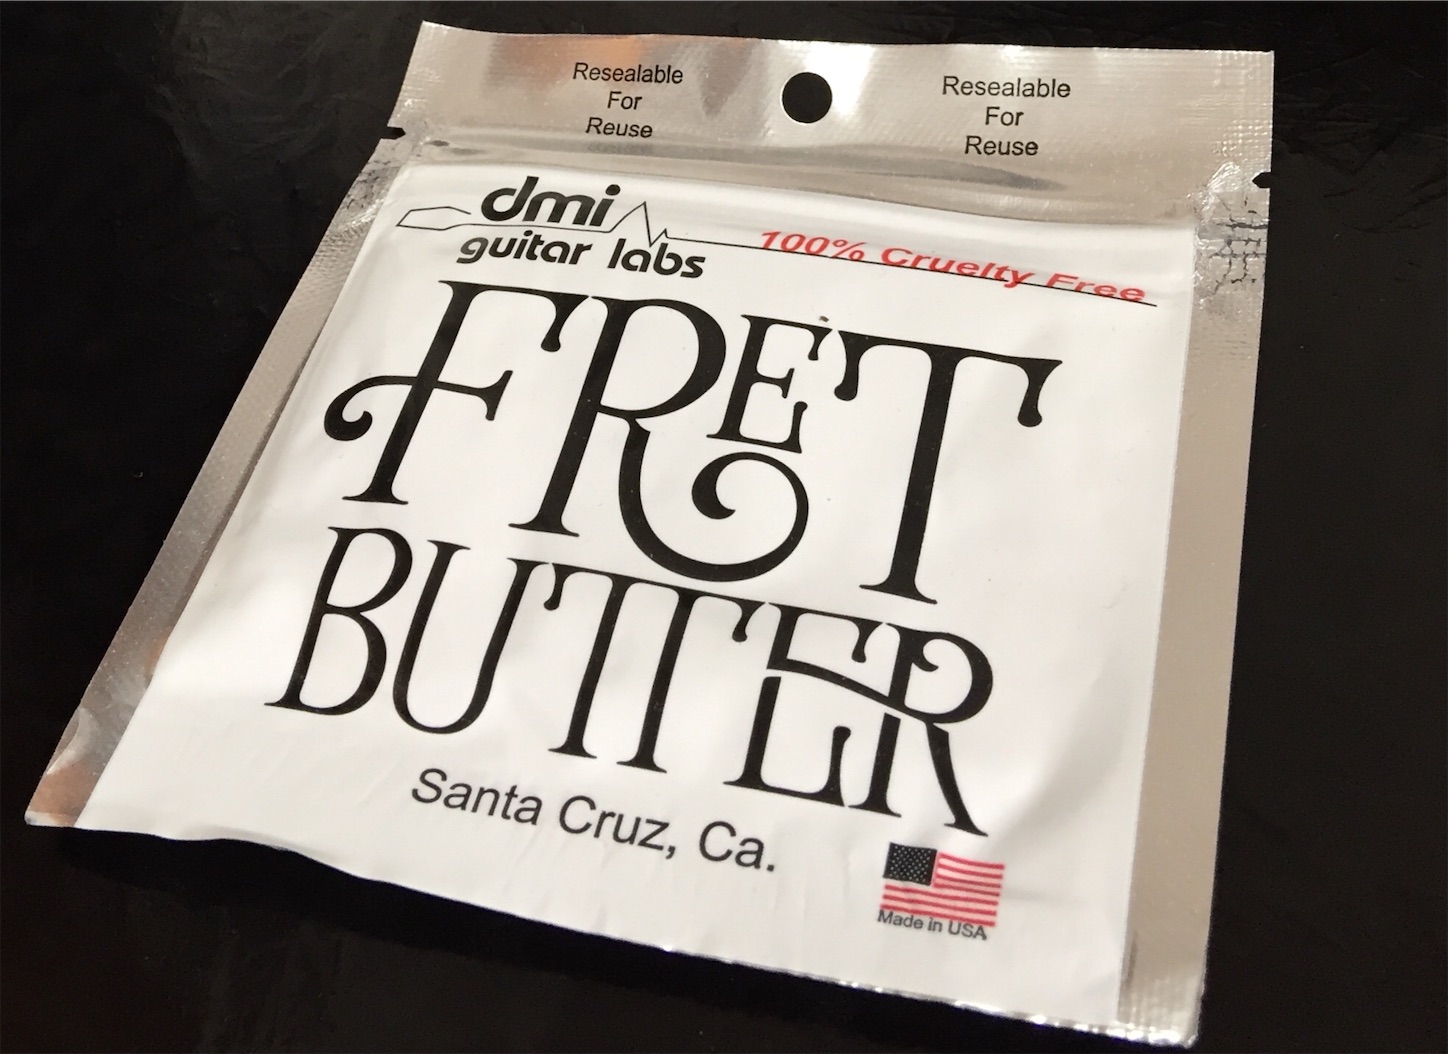 Resealable
For
Reuse
Resealable
For
Reuse
dmi
guitar labs
100% Cruelty Free
FRET
BUTTER
Santa Cruz, Ca.
Made in USA